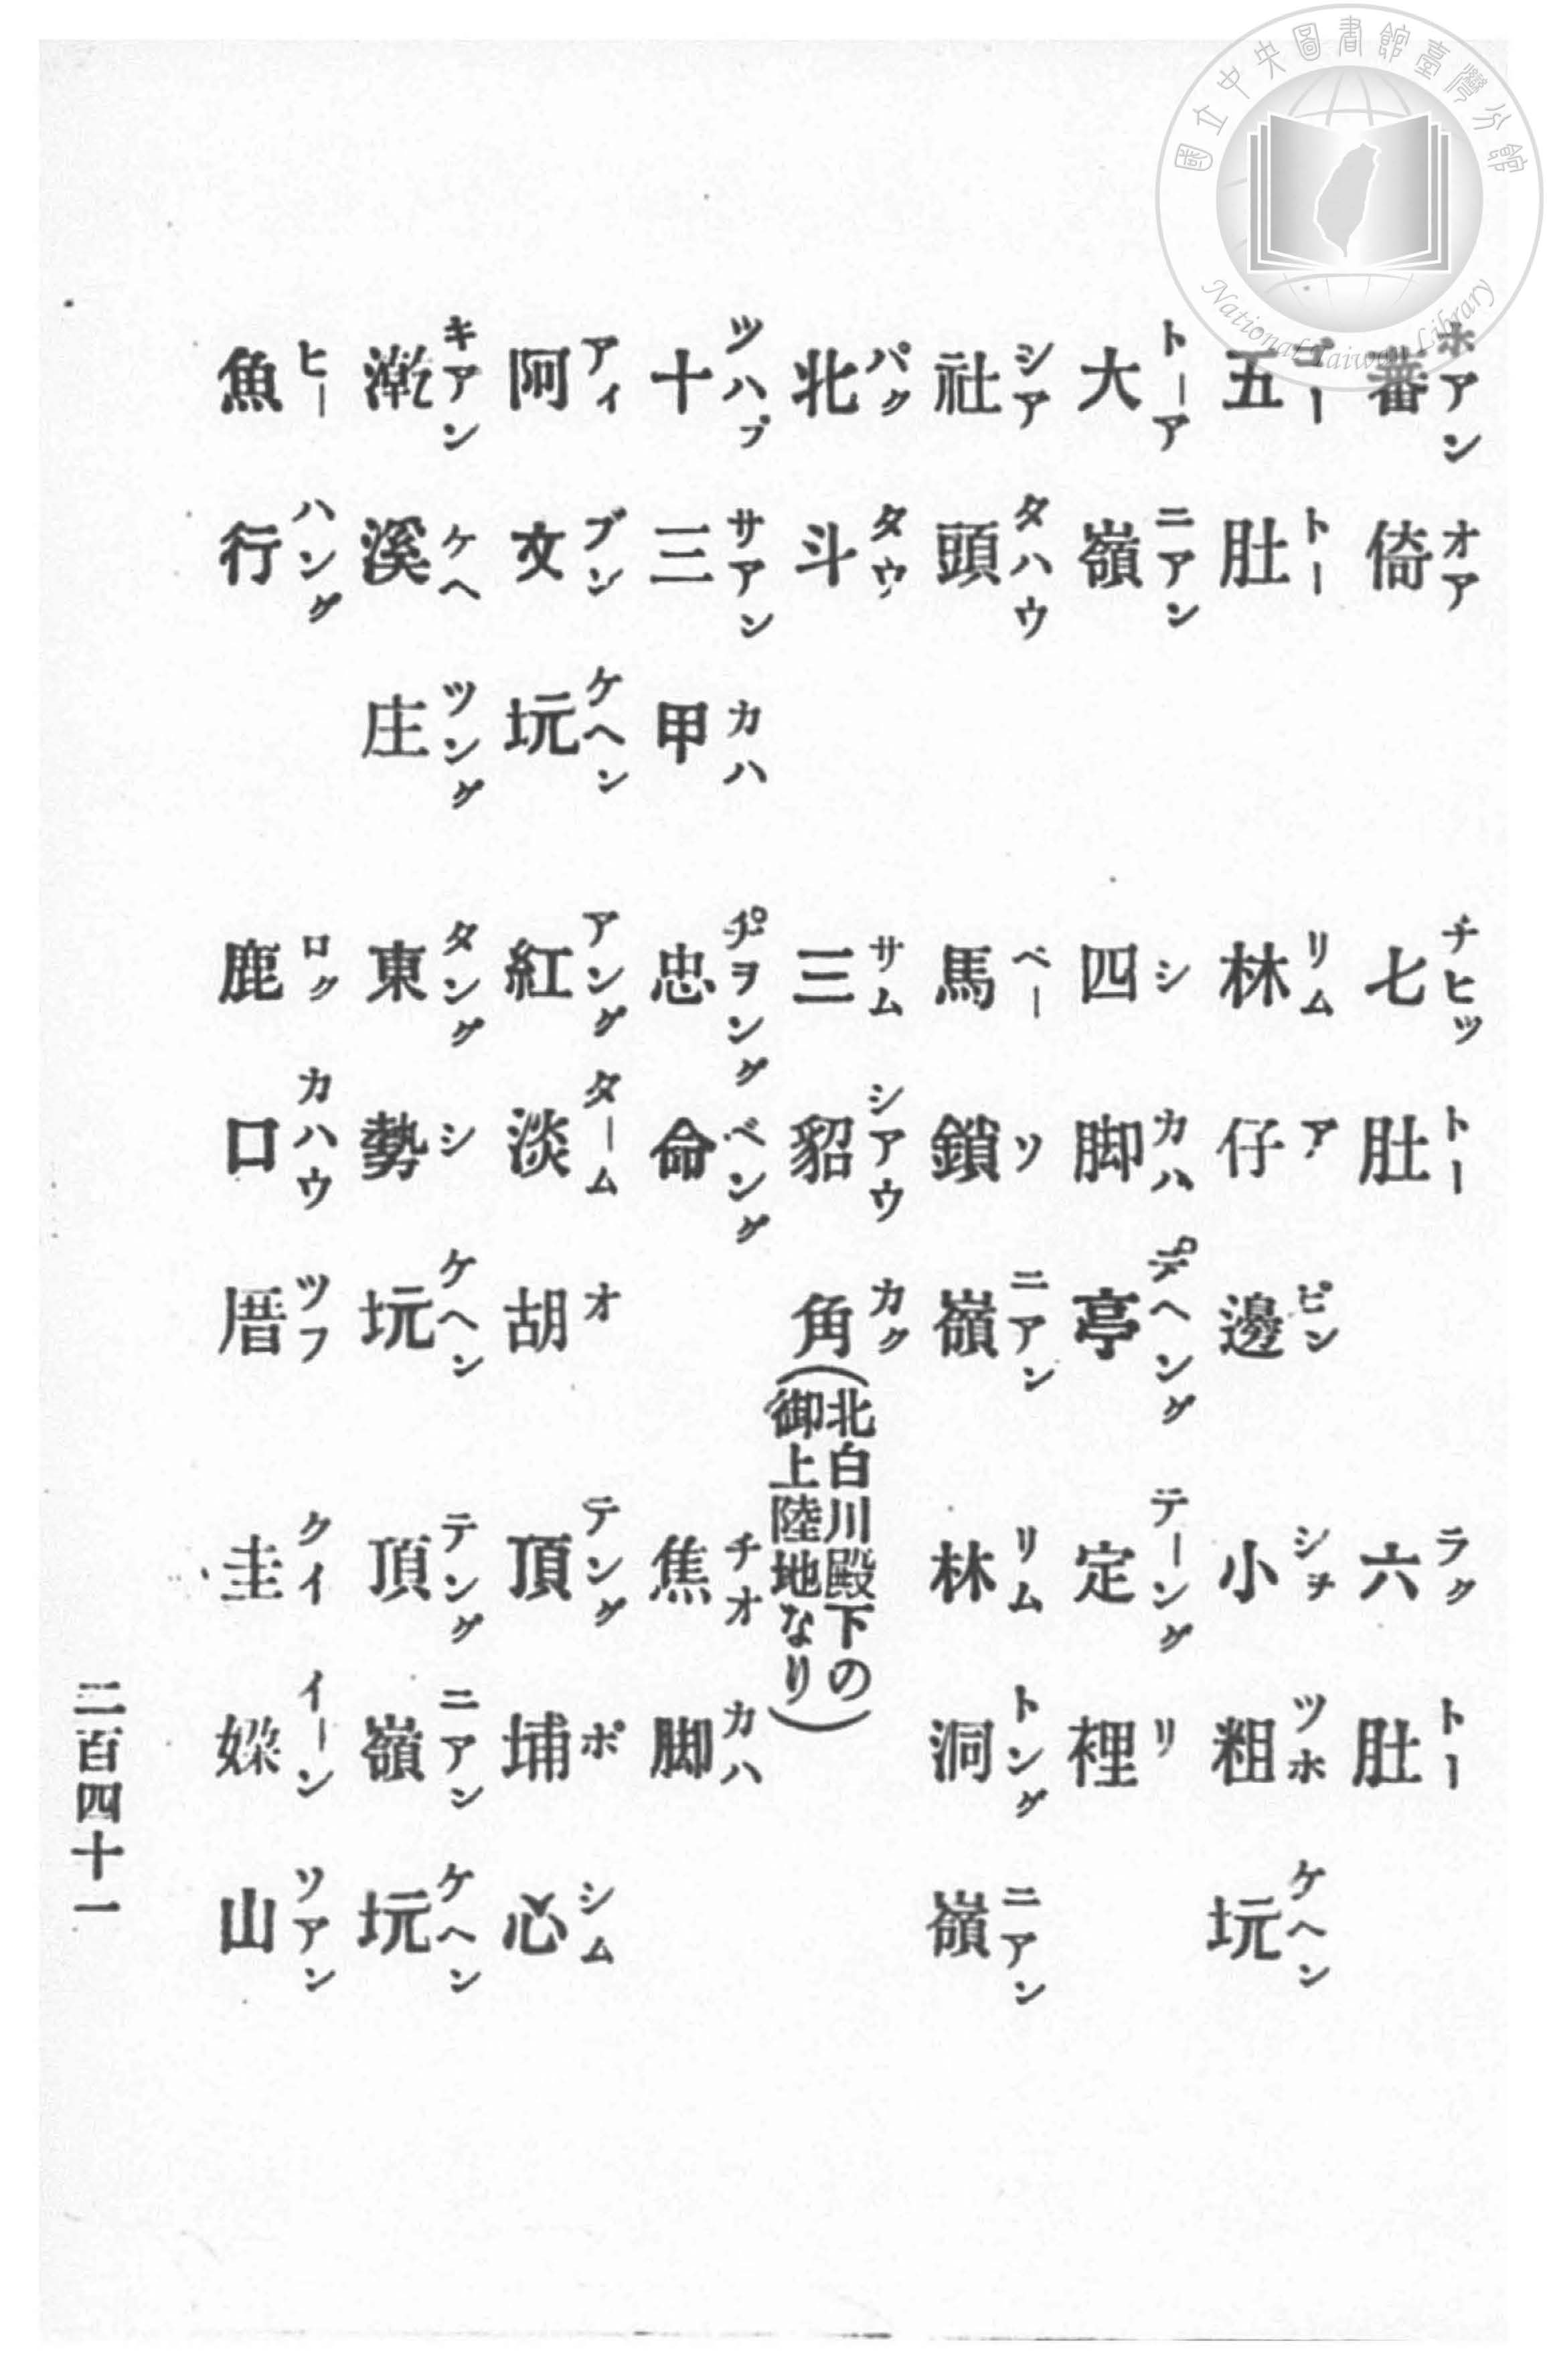 國立中央圖書館臺灣分館
National Taiwan Library
蕃倚 七肚 六肚
ホアン オア チヒッ トー ラク トー
五肚 林仔邊 小粗坑
ゴー トー リム ア ピン シヲ ツホ ケヘン
大嶺 四脚亭 定裡
トーア ニアン シ カハ テヘング テーング リ
社頭 馬鎖嶺 林洞嶺
シア タハウ ベー ソ ニアン リム トング ニアン
北斗 三貂角(北白川殿下の御上陸地なり)
パク タウ サム シアウ カク
十三甲 忠命 焦脚
ツハプ サアン カハ チヲング ベング チオ カハ
阿文坑 紅淡胡 頂埔心
アイ ブン ケヘン アング ターム オ テング ポ シム
漧溪庄 東勢坑 頂嶺坑
キアン ケヘ ツング タング シ ケヘン テング ニアン ケヘン
魚行 鹿口厝 圭婇山
ヒー ハング ロク カハウ ツフ クイ イーン ソアン
二百四十一